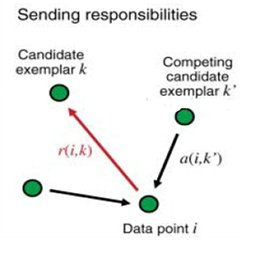 Sending responsibilities
Candidate
exemplar k
Competing
candidate
exemplar k'
r(i,k)
a(i,k')
Data point i